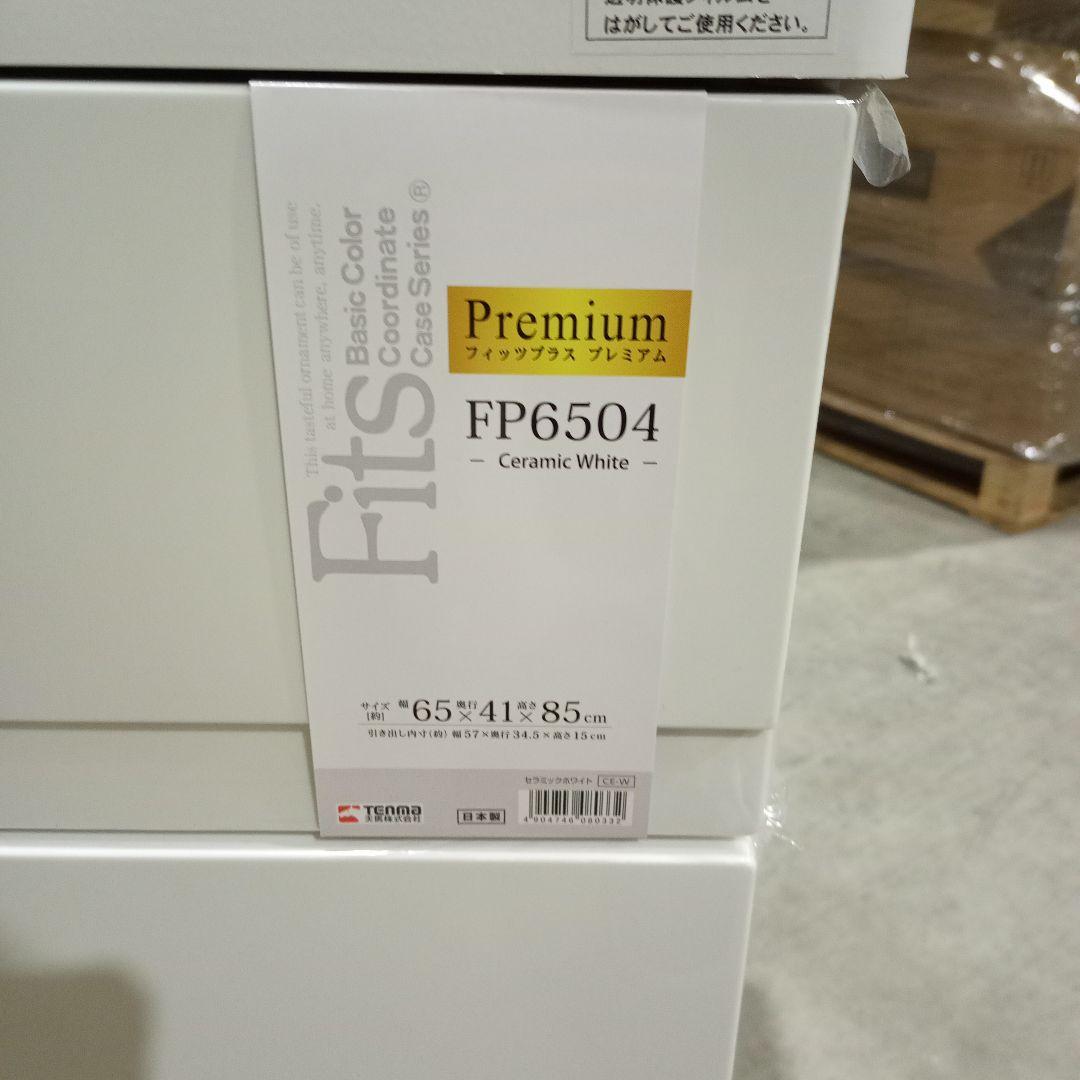 はがしてご使用ください。
This tasteful ornament can be of use
at home anywhere, anytime.
Fits
Basic Color
Coordinate
Case Series ®
Premium
フィッツプラス プレミアム
FP6504
— Ceramic White —
サイズ[約] 幅65×奥行41×高さ85cm
引き出し内寸(約) 幅57×奥行34.5×高さ15cm
セラミックホワイト CE-W
TENMA
天馬株式会社
日本製
4 904746 060332